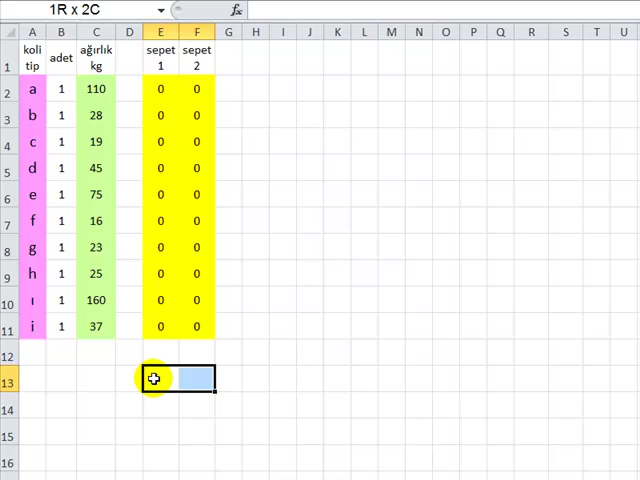 1R x 2C
fx
A B C D E F G H I J K L M N O P Q R S T U
1 koli tip adet ağırlık kg sepet 1 sepet 2
2 a 1 110 0 0
3 b 1 28 0 0
4 c 1 19 0 0
5 d 1 45 0 0
6 e 1 75 0 0
7 f 1 16 0 0
8 g 1 23 0 0
9 h 1 25 0 0
10 ı 1 160 0 0
11 i 1 37 0 0
12
13
14
15
16